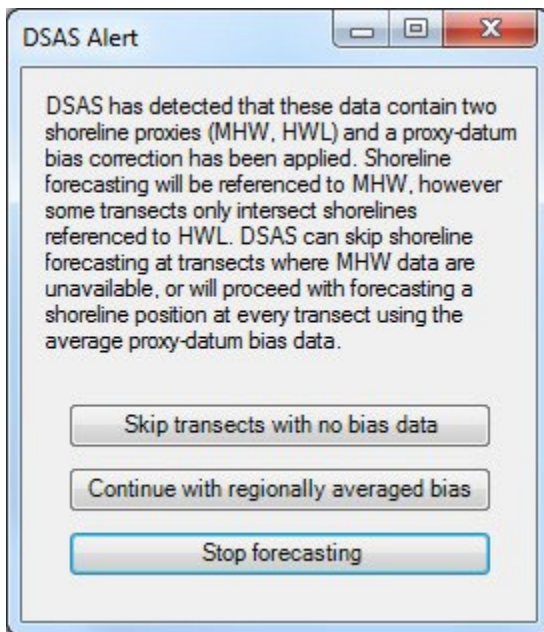 DSAS Alert
DSAS has detected that these data contain two
shoreline proxies (MHW, HWL) and a proxy-datum
bias correction has been applied. Shoreline
forecasting will be referenced to MHW, however
some transects only intersect shorelines
referenced to HWL. DSAS can skip shoreline
forecasting at transects where MHW data are
unavailable, or will proceed with forecasting a
shoreline position at every transect using the
average proxy-datum bias data.
Skip transects with no bias data
Continue with regionally averaged bias
Stop forecasting